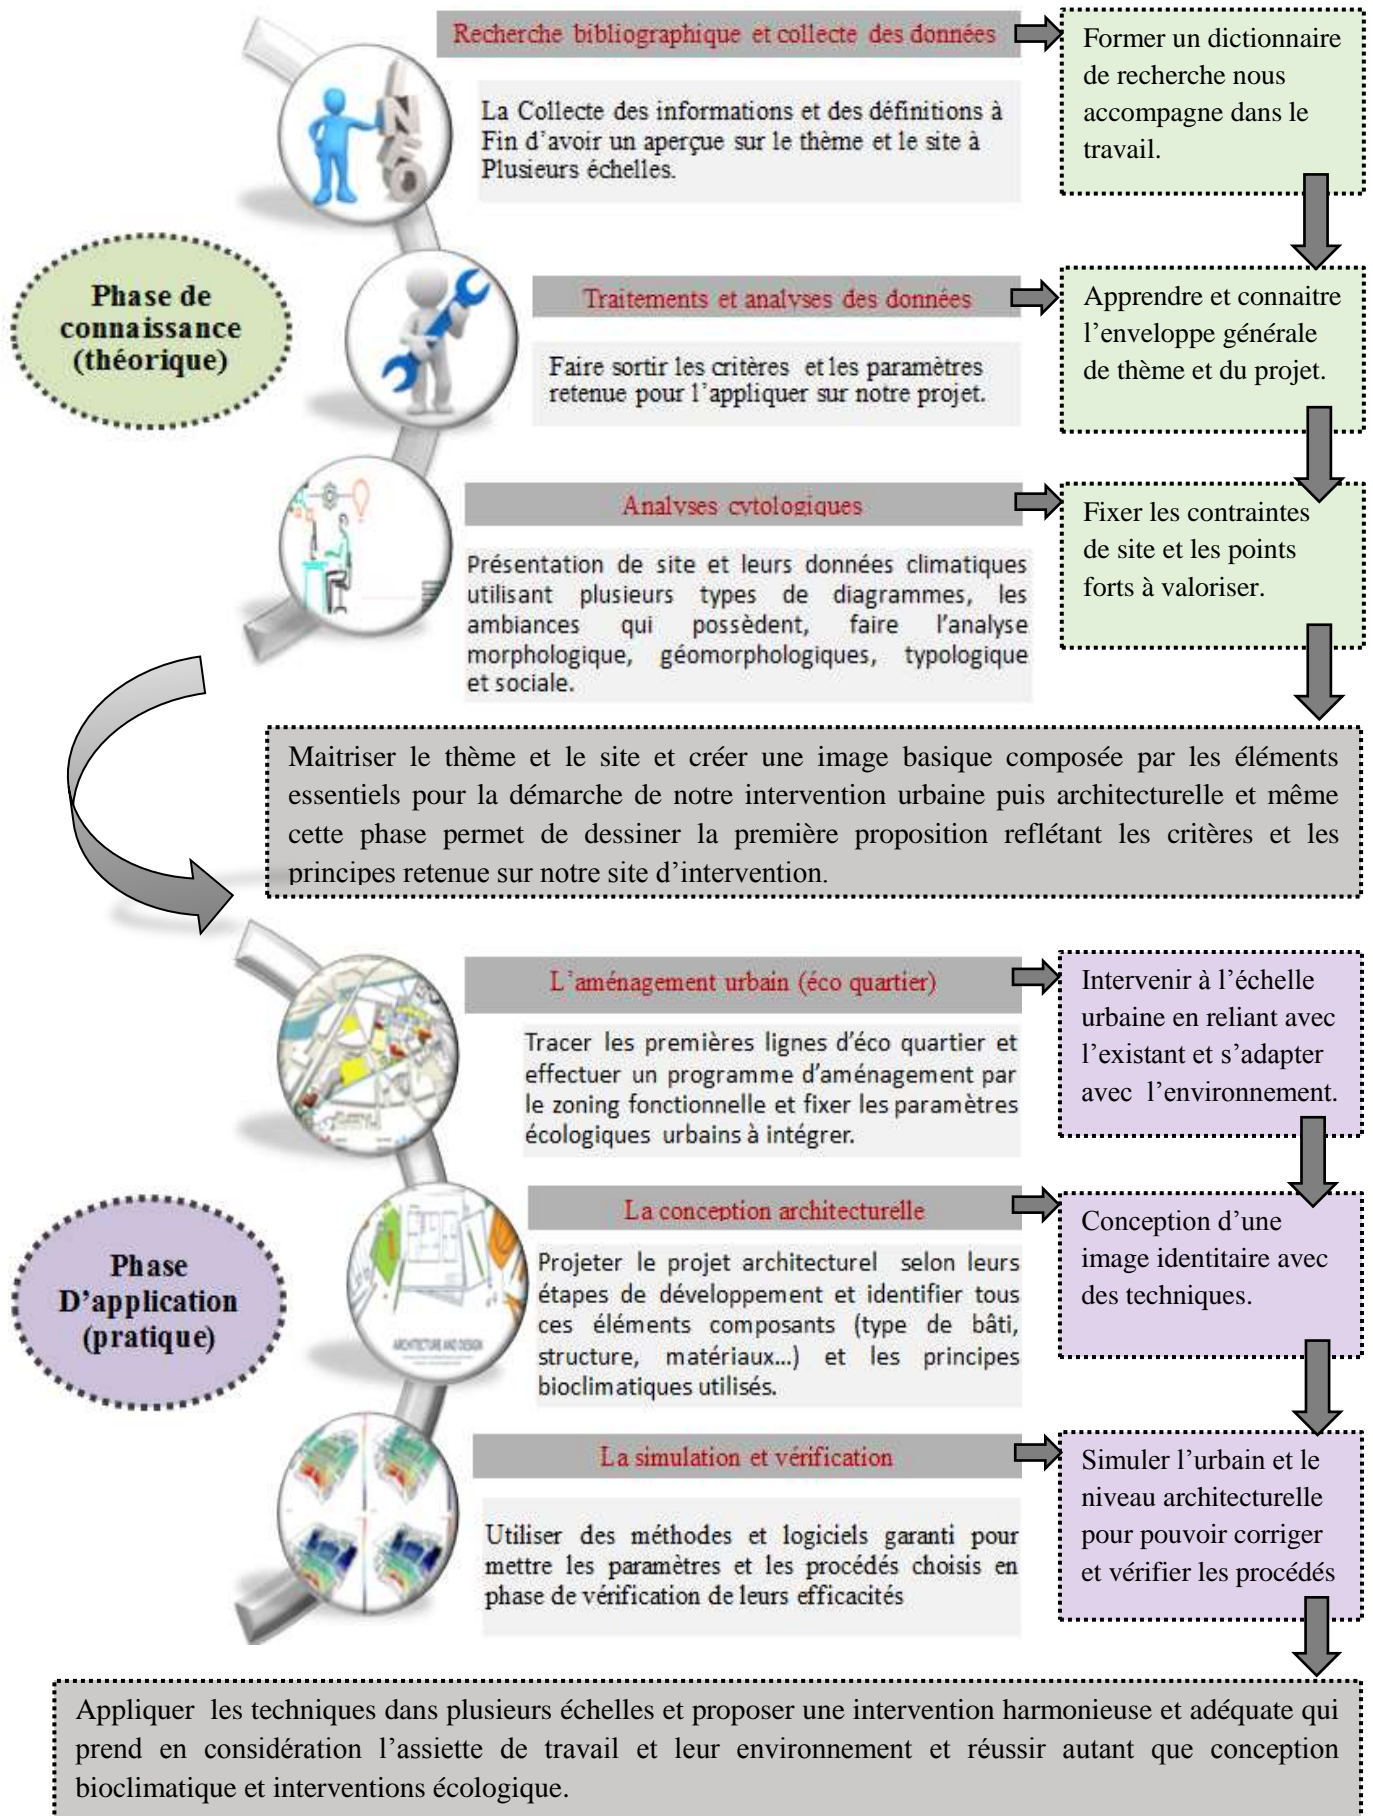 Recherche bibliographique et collecte des données
La Collecte des informations et des définitions à
Fin d’avoir un aperçue sur le thème et le site à
Plusieurs échelles.
Former un dictionnaire
de recherche nous
accompagne dans le
travail.
INFO
Phase de
connaissance
(théorique)
Traitements et analyses des données
Faire sortir les critères et les paramètres
retenue pour l’appliquer sur notre projet.
Apprendre et connaitre
l’enveloppe générale
de thème et du projet.
Analyses cytologiques
Présentation de site et leurs données climatiques
utilisant plusieurs types de diagrammes, les
ambiances qui possèdent, faire l’analyse
morphologique, géomorphologiques, typologique
et sociale.
Fixer les contraintes
de site et les points
forts à valoriser.
Maitriser le thème et le site et créer une image basique composée par les éléments
essentiels pour la démarche de notre intervention urbaine puis architecturelle et même
cette phase permet de dessiner la première proposition reflétant les critères et les
principes retenue sur notre site d’intervention.
L’aménagement urbain (éco quartier)
Tracer les premières lignes d’éco quartier et
effectuer un programme d’aménagement par
le zoning fonctionnelle et fixer les paramètres
écologiques urbains à intégrer.
Intervenir à l’échelle
urbaine en reliant avec
l’existant et s’adapter
avec l’environnement.
Phase
D’application
(pratique)
La conception architecturelle
Projeter le projet architecturel selon leurs
étapes de développement et identifier tous
ces éléments composants (type de bâti,
structure, matériaux...) et les principes
bioclimatiques utilisés.
ARCHITECTURE AND DESIGN
Conception d’une
image identitaire avec
des techniques.
La simulation et vérification
Utiliser des méthodes et logiciels garanti pour
mettre les paramètres et les procédés choisis en
phase de vérification de leurs efficacités
Simuler l’urbain et le
niveau architecturelle
pour pouvoir corriger
et vérifier les procédés
Appliquer les techniques dans plusieurs échelles et proposer une intervention harmonieuse et adéquate qui
prend en considération l’assiette de travail et leur environnement et réussir autant que conception
bioclimatique et interventions écologique.